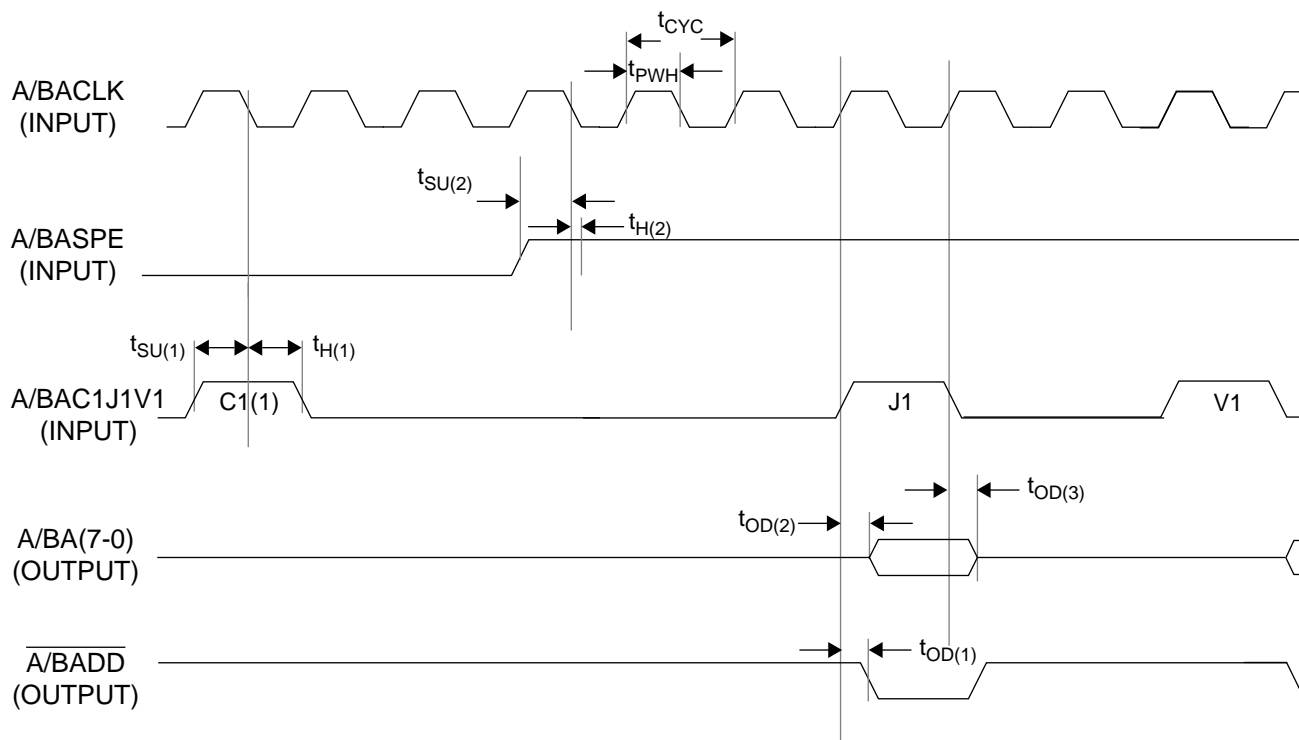 tCYC
tPWH
A/BACLK
(INPUT)
tSU(2)
tH(2)
A/BASPE
(INPUT)
tSU(1)
tH(1)
A/BAC1J1V1
(INPUT)
C1(1)
J1
V1
tOD(3)
tOD(2)
A/BA(7-0)
(OUTPUT)
tOD(1)
A/BADD
(OUTPUT)